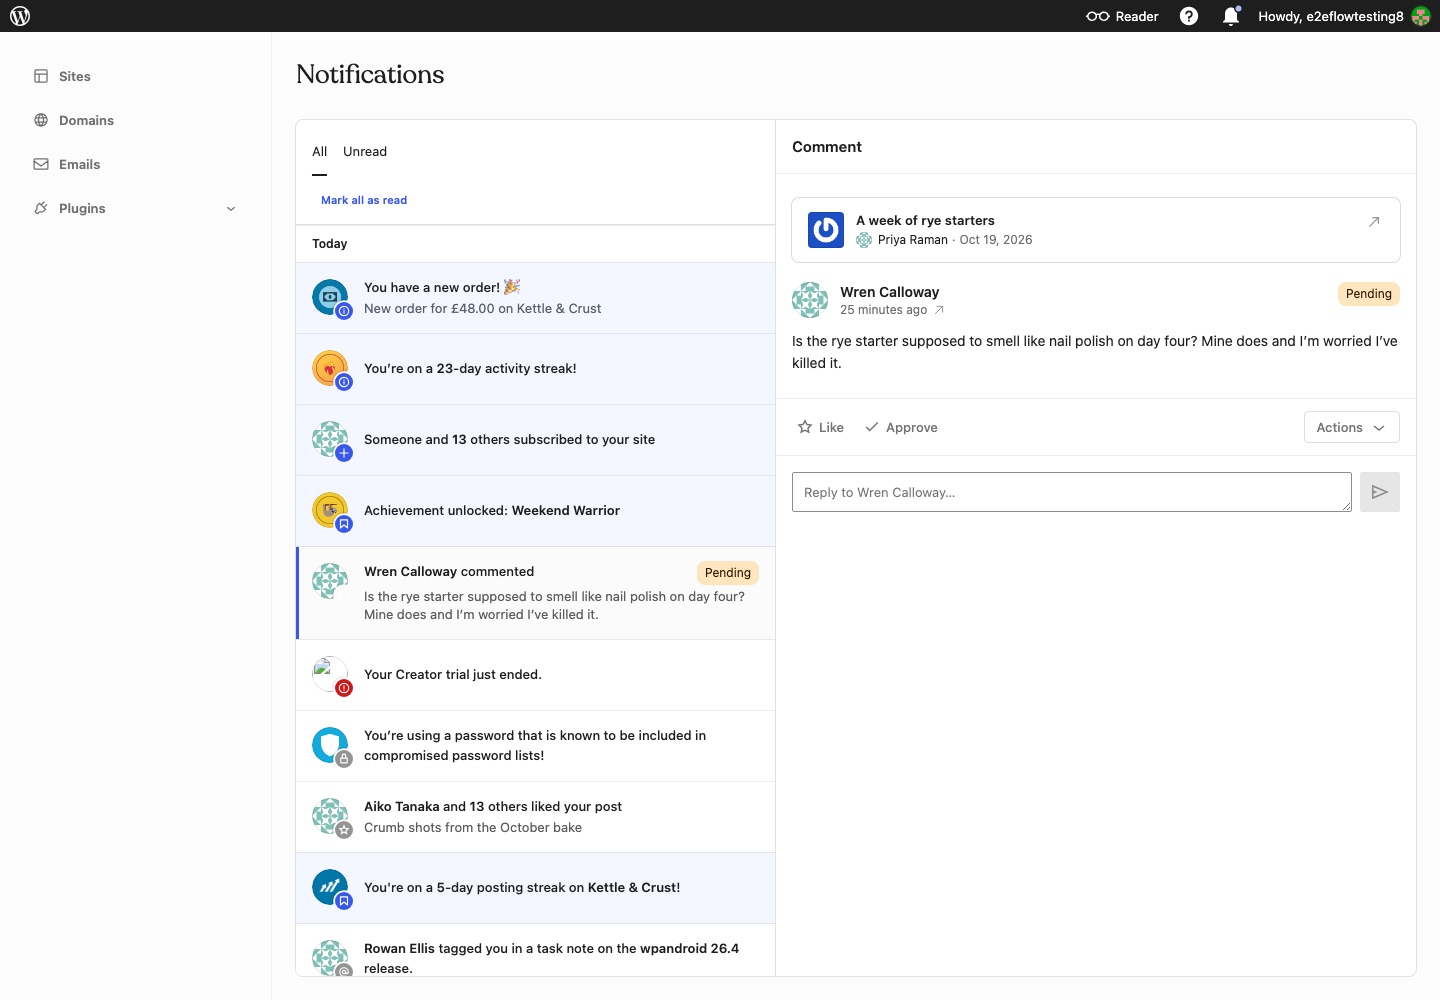 Reader
Howdy, e2eflowtesting8
Sites
Domains
Emails
Plugins
Notifications
All
Unread
Mark all as read
Today
You have a new order! 🎉
New order for £48.00 on Kettle & Crust
You’re on a 23-day activity streak!
Someone and 13 others subscribed to your site
Achievement unlocked: Weekend Warrior
Wren Calloway commented
Pending
Is the rye starter supposed to smell like nail polish on day four?
Mine does and I’m worried I’ve killed it.
Your Creator trial just ended.
You’re using a password that is known to be included in
compromised password lists!
Aiko Tanaka and 13 others liked your post
Crumb shots from the October bake
You're on a 5-day posting streak on Kettle & Crust!
Rowan Ellis tagged you in a task note on the wpandroid 26.4
release.
Comment
A week of rye starters
Priya Raman · Oct 19, 2026
Wren Calloway
Pending
25 minutes ago
Is the rye starter supposed to smell like nail polish on day four? Mine does and I’m worried I’ve
killed it.
Like
Approve
Actions
Reply to Wren Calloway...